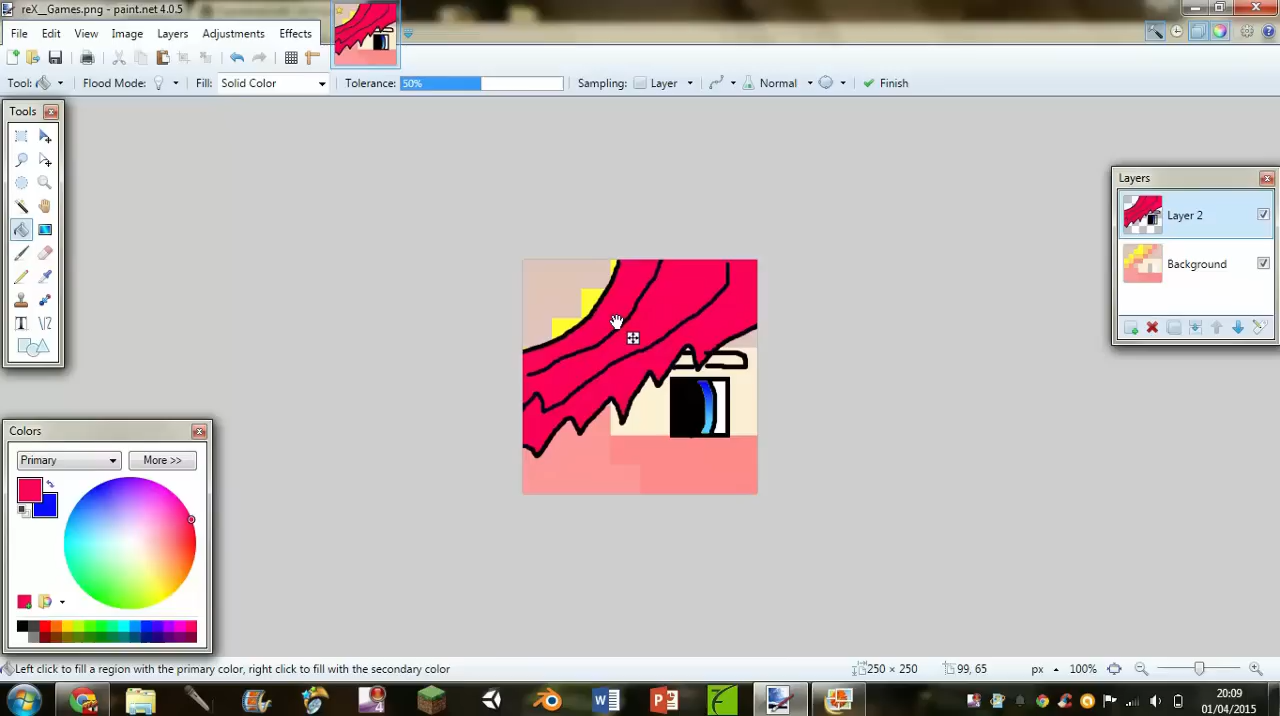 reX__Games.png - paint.net 4.0.5
File Edit View Image Layers Adjustments Effects
Tool: Flood Mode: Fill: Solid Color Tolerance: 50% Sampling: Layer Normal Finish
Tools
Layers
Layer 2
Background
Colors
Primary More >>
Left click to fill a region with the primary color, right click to fill with the secondary color 250 × 250 99, 65 px 100%
20:09
01/04/2015